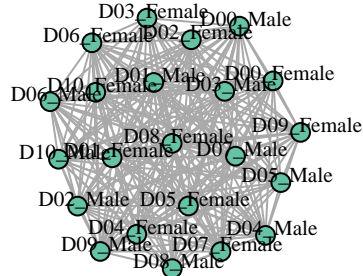 D03_Female
D00_Male
D02_Female
D06_Female
D01_Male
D00_Female
D10_Female
D03_Male
D06_Male
D09_Female
D08_Female
D07_Male
D10_Male
D01_Female
D05_Male
D02_Male
D05_Female
D04_Female
D04_Male
D09_Male
D07_Female
D08_Male